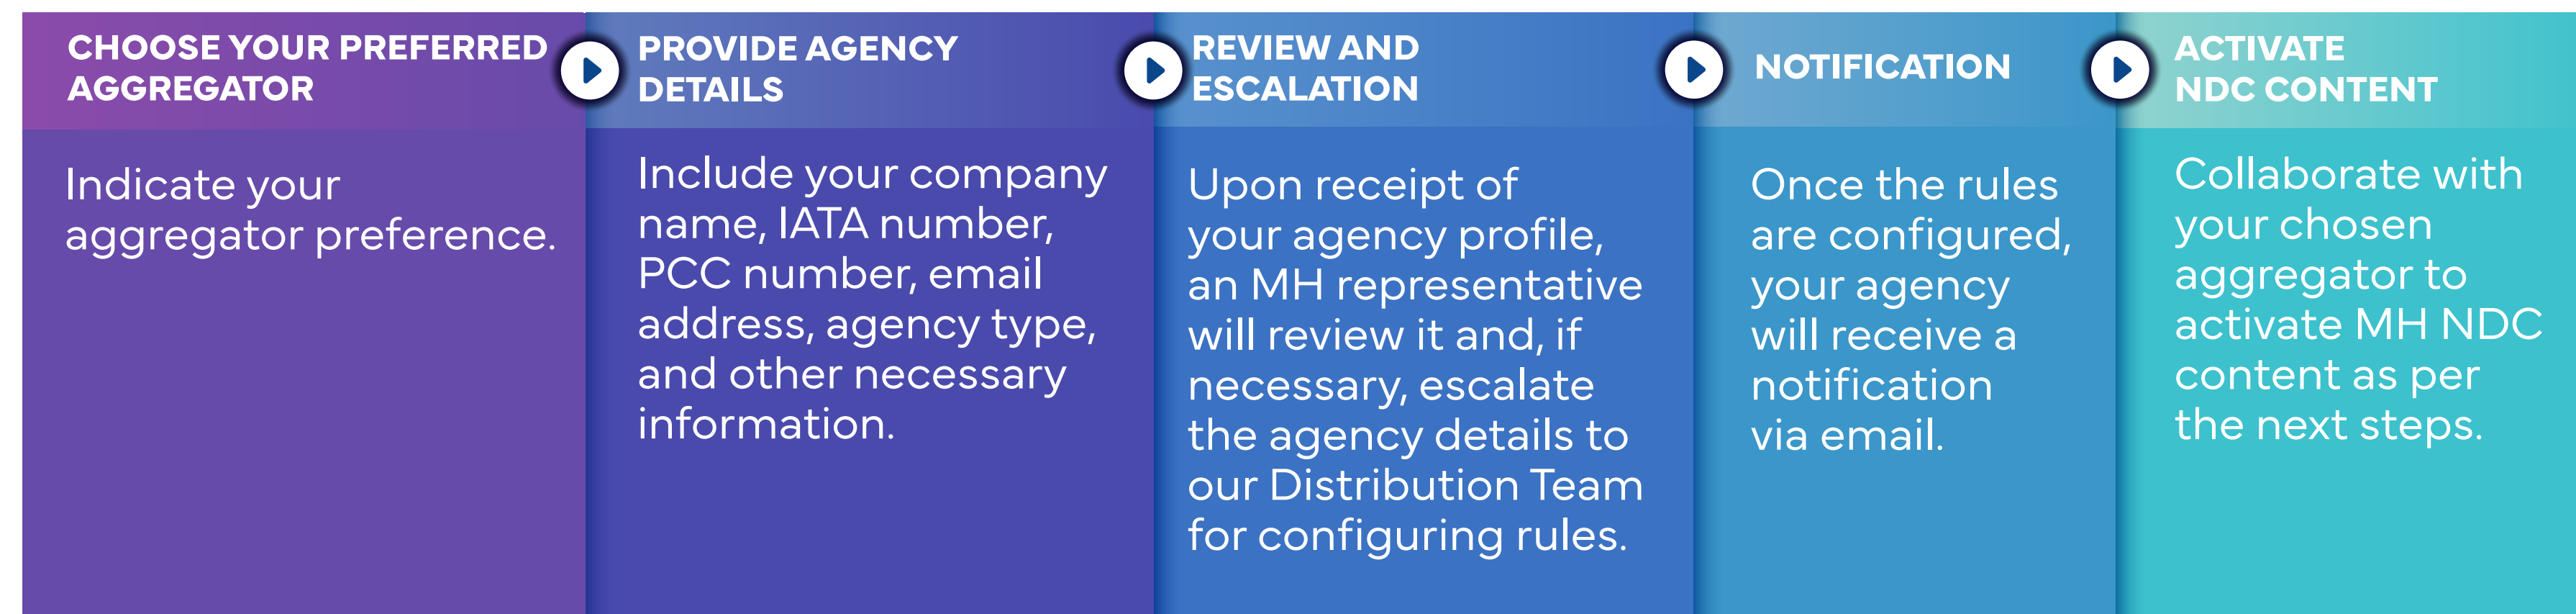 CHOOSE YOUR PREFERRED
AGGREGATOR
Indicate your
aggregator preference.
PROVIDE AGENCY
DETAILS
Include your company
name, IATA number,
PCC number, email
address, agency type,
and other necessary
information.
REVIEW AND
ESCALATION
Upon receipt of
your agency profile,
an MH representative
will review it and, if
necessary, escalate
the agency details to
our Distribution Team
for configuring rules.
NOTIFICATION
Once the rules
are configured,
your agency
will receive a
notification
via email.
ACTIVATE
NDC CONTENT
Collaborate with
your chosen
aggregator to
activate MH NDC
content as per
the next steps.